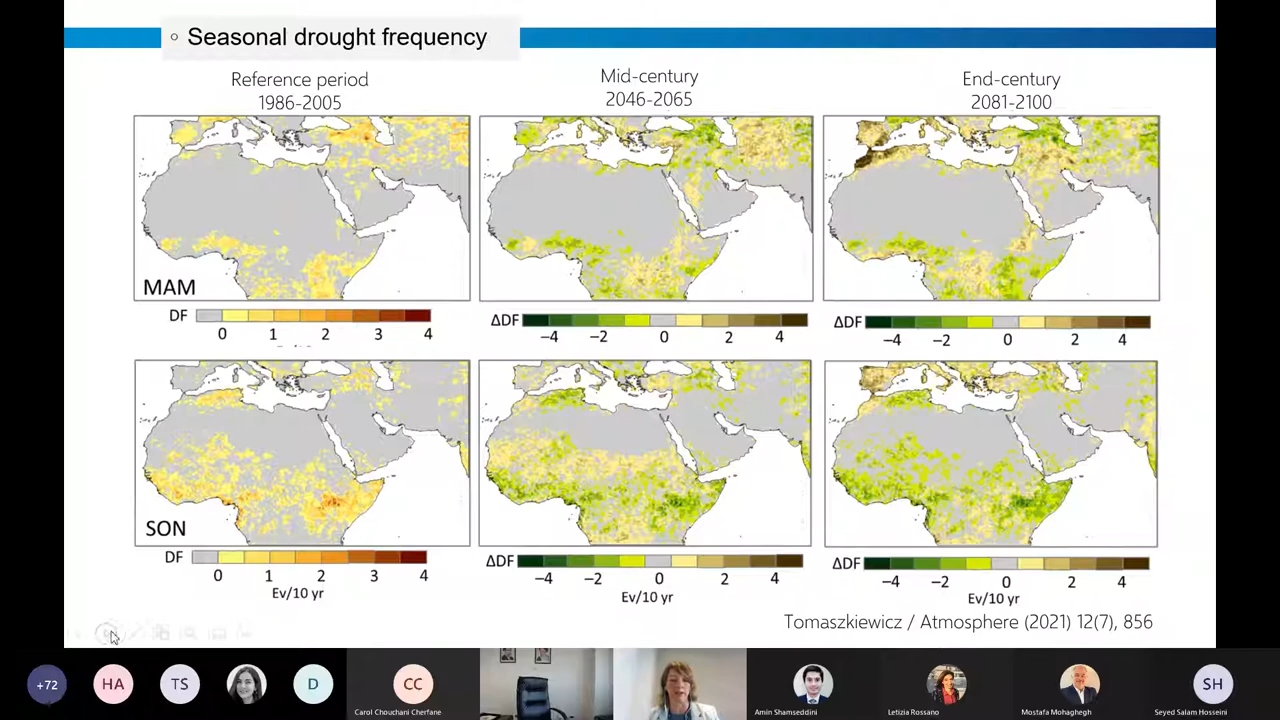 ◦ Seasonal drought frequency
Reference period
1986-2005
Mid-century
2046-2065
End-century
2081-2100
MAM
DF
0 1 2 3 4
ΔDF
−4 −2 0 2 4
ΔDF
−4 −2 0 2 4
SON
DF
0 1 2 3 4
Ev/10 yr
ΔDF
−4 −2 0 2 4
Ev/10 yr
ΔDF
−4 −2 0 2 4
Ev/10 yr
Tomaszkiewicz / Atmosphere (2021) 12(7), 856
+72
HA
TS
D
CC
Carol Chouchani Cherfane
Amin Shamseddini
Letizia Rossano
Mostafa Mohaghegh
SH
Seyed Salam Hosseini